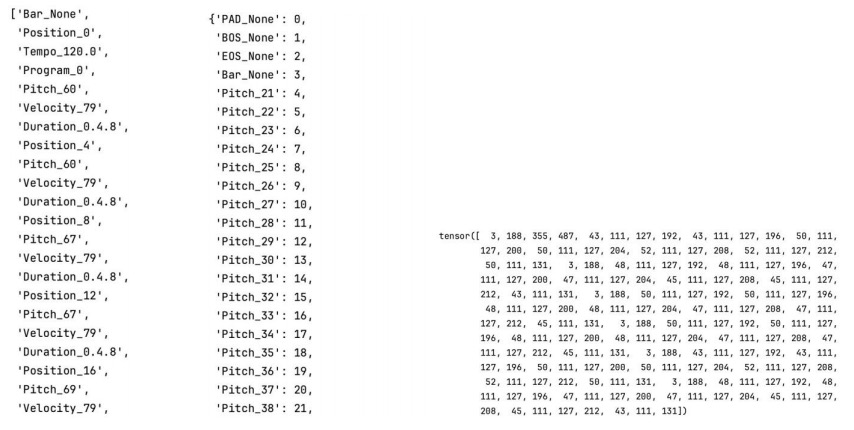 ['Bar_None',
'Position_0',
'Tempo_120.0',
'Program_0',
'Pitch_60',
'Velocity_79',
'Duration_0.4.8',
'Position_4',
'Pitch_60',
'Velocity_79',
'Duration_0.4.8',
'Position_8',
'Pitch_67',
'Velocity_79',
'Duration_0.4.8',
'Position_12',
'Pitch_67',
'Velocity_79',
'Duration_0.4.8',
'Position_16',
'Pitch_69',
'Velocity_79',
{'PAD_None': 0,
'BOS_None': 1,
'EOS_None': 2,
'Bar_None': 3,
'Pitch_21': 4,
'Pitch_22': 5,
'Pitch_23': 6,
'Pitch_24': 7,
'Pitch_25': 8,
'Pitch_26': 9,
'Pitch_27': 10,
'Pitch_28': 11,
'Pitch_29': 12,
'Pitch_30': 13,
'Pitch_31': 14,
'Pitch_32': 15,
'Pitch_33': 16,
'Pitch_34': 17,
'Pitch_35': 18,
'Pitch_36': 19,
'Pitch_37': 20,
'Pitch_38': 21,
tensor([ 3, 188, 355, 487, 43, 111, 127, 192, 43, 111, 127, 196, 50, 111,
127, 200, 50, 111, 127, 204, 52, 111, 127, 208, 52, 111, 127, 212,
50, 111, 131, 3, 188, 48, 111, 127, 192, 48, 111, 127, 196, 47,
111, 127, 200, 47, 111, 127, 204, 45, 111, 127, 208, 45, 111, 127,
212, 43, 111, 131, 3, 188, 50, 111, 127, 192, 50, 111, 127, 196,
48, 111, 127, 200, 48, 111, 127, 204, 47, 111, 127, 208, 47, 111,
127, 212, 45, 111, 131, 3, 188, 50, 111, 127, 192, 50, 111, 127,
196, 48, 111, 127, 200, 48, 111, 127, 204, 47, 111, 127, 208, 47,
111, 127, 212, 45, 111, 131, 3, 188, 43, 111, 127, 192, 43, 111,
127, 196, 50, 111, 127, 200, 50, 111, 127, 204, 52, 111, 127, 208,
52, 111, 127, 212, 50, 111, 131, 3, 188, 48, 111, 127, 192, 48,
111, 127, 196, 47, 111, 127, 200, 47, 111, 127, 204, 45, 111, 127,
208, 45, 111, 127, 212, 43, 111, 131])